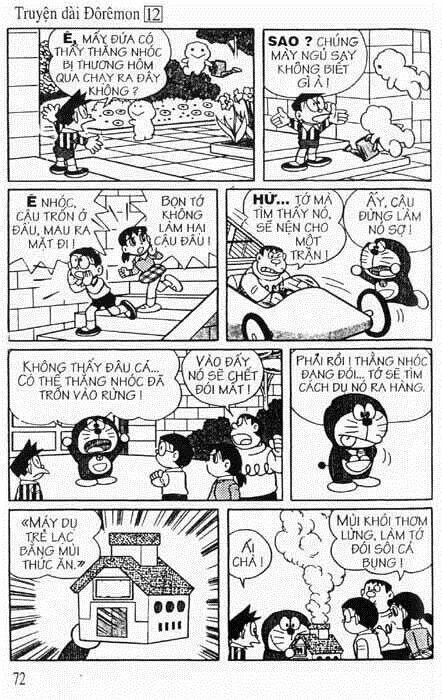 Truyện dài Đôrêmon 12
Ê, MẤY ĐỨA CÓ
THẤY THẰNG NHÓC
BỊ THƯƠNG HÔM
QUA CHẠY RA ĐÂY
KHÔNG ?
SAO ? CHÚNG
MÀY NGỦ SAY
KHÔNG BIẾT
GÌ À !
Ê NHÓC,
CẬU TRỐN Ở
ĐÂU, MAU RA
MẶT ĐI !
BỌN TỚ
KHÔNG
LÀM HẠI
CẬU ĐÂU !
HỪ... TỚ MÀ
TÌM THẤY NÓ,
SẼ NỆN CHO
MỘT
TRẬN !
ẤY, CẬU
ĐỪNG LÀM
NÓ SỢ !
KHÔNG THẤY ĐÂU CẢ...
CÓ THỂ THẰNG NHÓC ĐÃ
TRỐN VÀO RỪNG !
VÀO ĐẤY
NÓ SẼ CHẾT
ĐÓI MẤT !
PHẢI RỒI ! THẰNG NHÓC
ĐANG ĐÓI... TỚ SẼ TÌM
CÁCH DỤ NÓ RA HÀNG.
«MÁY DỤ
TRẺ LẠC
BẰNG MÙI
THỨC ĂN.»
ÁI
CHÀ !
MÙI KHÓI THƠM
LỪNG, LÀM TỚ
ĐÓI SÔI CẢ
BỤNG !
72